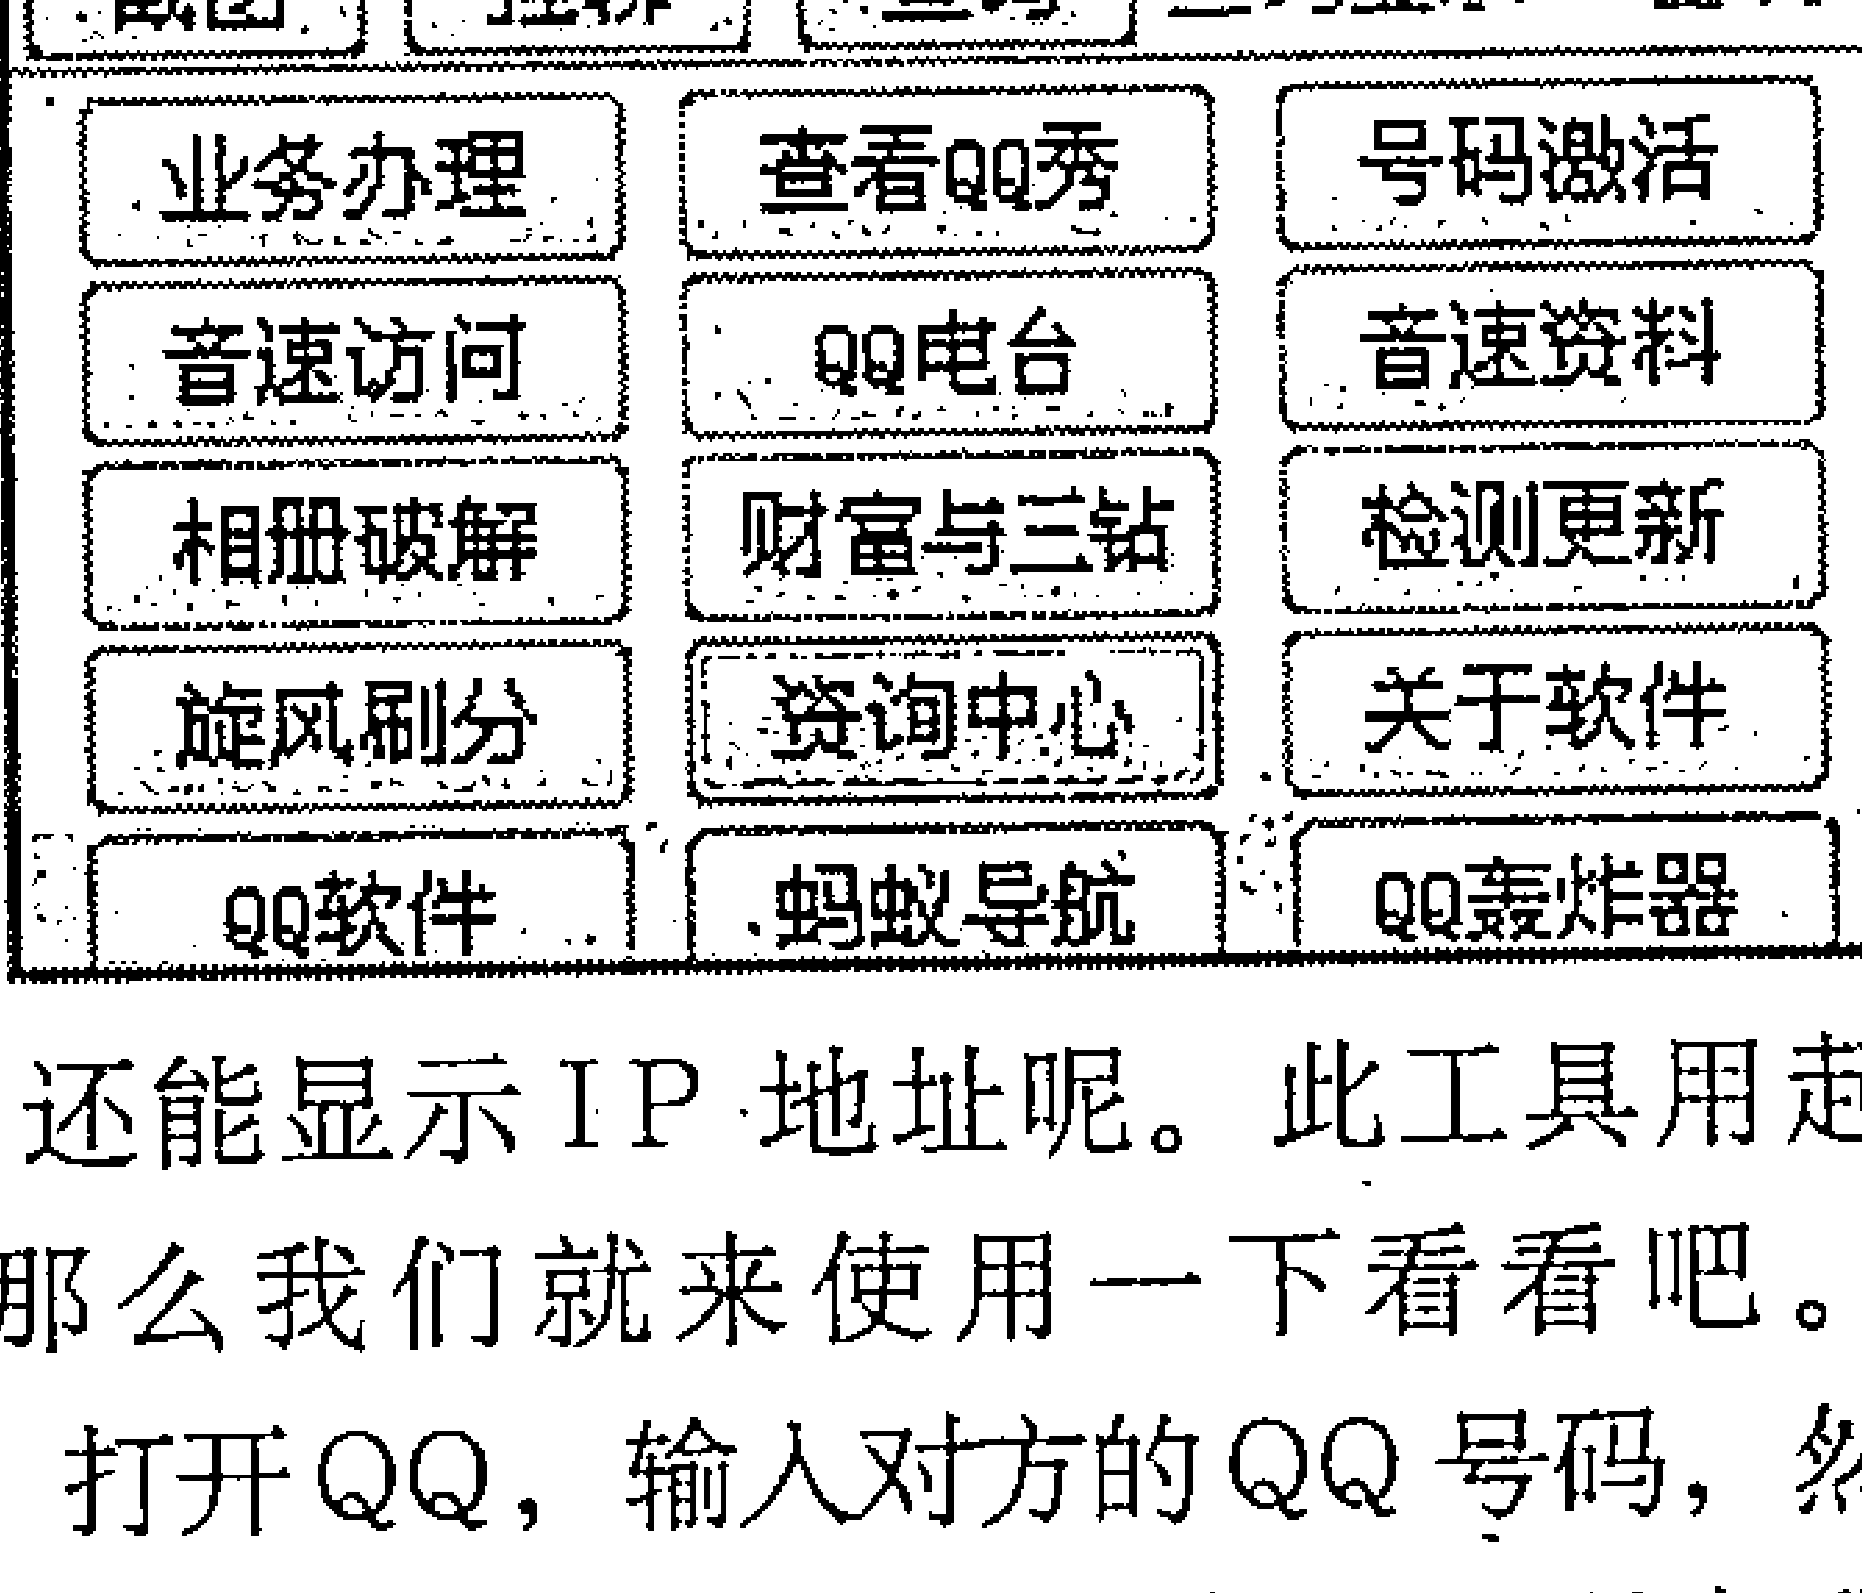 业务办理 查看QQ秀 号码激活
音速访问 QQ电台 音速资料
相册破解 财富与三钻 检测更新
旋风刷分 资询中心 关于软件
QQ软件 蚂蚁导航 QQ轰炸器
还能显示IP地址呢。此工具用起
那么我们就来使用一下看看吧。
打开QQ，输入对方的QQ号码，然